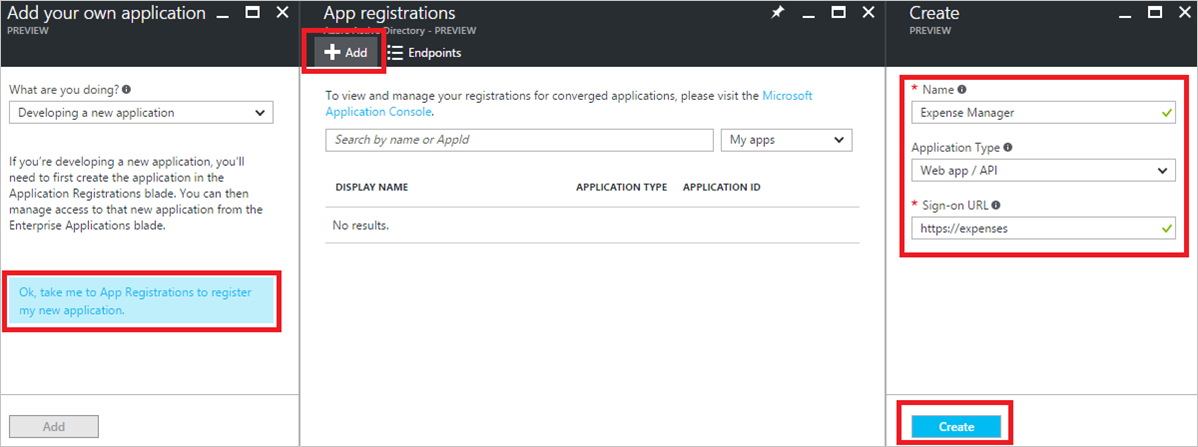 Add your own application
PREVIEW
What are you doing?
Developing a new application
If you're developing a new application, you'll
need to first create the application in the
Application Registrations blade. You can then
manage access to that new application from the
Enterprise Applications blade.
Ok, take me to App Registrations to register
my new application.
Add
App registrations
Azure Active Directory - PREVIEW
Add
Endpoints
To view and manage your registrations for converged applications, please visit the Microsoft
Application Console.
Search by name or AppId
My apps
DISPLAY NAME APPLICATION TYPE APPLICATION ID
No results.
Create
PREVIEW
* Name
Expense Manager
Application Type
Web app / API
* Sign-on URL
https://expenses
Create